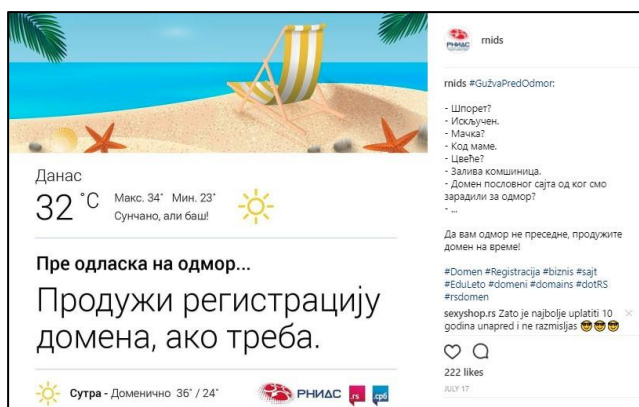 Данас
32 °C
Макс. 34° Мин. 23°
Сунчано, али баш!
Пре одласка на одмор...
Продужи регистрацију
домена, ако треба.
Сутра - Доменично 36° / 24°
РНИДС
.rs
.срб
РНИДС
rnids
rnids #GužvaPredOdmor:
- Шпорет?
- Искључен.
- Мачка?
- Код маме.
- Цвеће?
- Залива комшиница.
- Домен пословног сајта од ког смо
зарадили за одмор?
- ...
Да вам одмор не преседне, продужите
домен на време!
#Domen #Registracija #biznis #sajt
#EduLeto #domeni #domains #dotRS
#rsdomen
sexyshop.rs Zato je najbolje uplatiti 10
godina unapred i ne razmisljas 😎😎😎
222 likes
JULY 17